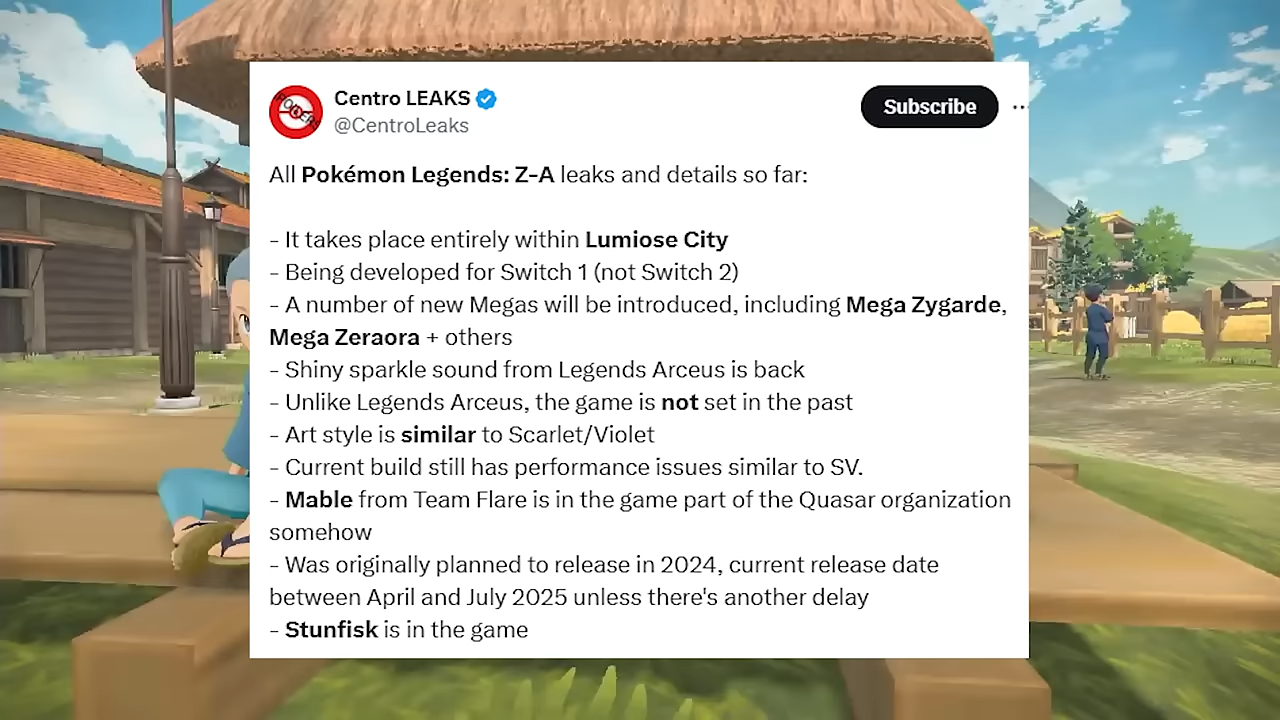 Centro LEAKS
@CentroLeaks
Subscribe
All Pokémon Legends: Z-A leaks and details so far:
- It takes place entirely within Lumiose City
- Being developed for Switch 1 (not Switch 2)
- A number of new Megas will be introduced, including Mega Zygarde,
Mega Zeraora + others
- Shiny sparkle sound from Legends Arceus is back
- Unlike Legends Arceus, the game is not set in the past
- Art style is similar to Scarlet/Violet
- Current build still has performance issues similar to SV.
- Mable from Team Flare is in the game part of the Quasar organization
somehow
- Was originally planned to release in 2024, current release date
between April and July 2025 unless there's another delay
- Stunfisk is in the game